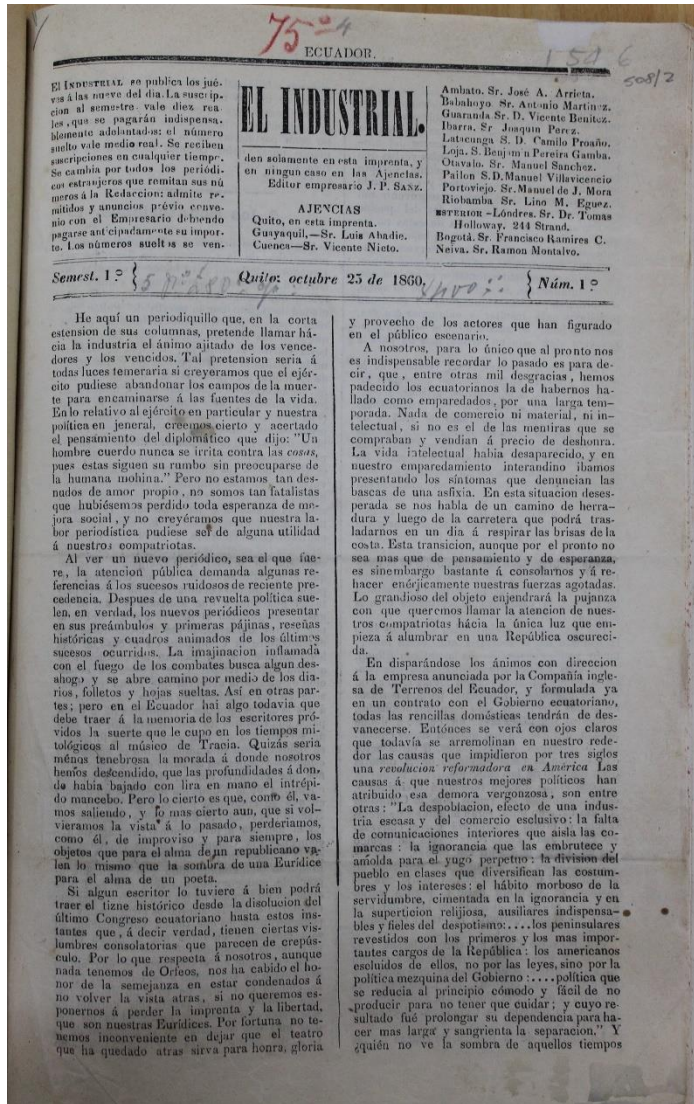 75º 4
ECUADOR.
1 5 6
508/2
El INDUSTRIAL se publica los jué-
ves á las nueve del dia. La suscrip-
cion al semestre vale diez rea-
les, que se pagarán indispensa-
blemente adelantados: el número
suelto vale medio real. Se reciben
suscripciones en cualquier tiempo.
Se cambia por todos los periódi-
cos estranjeros que remitan sus nú
meros á la Redaccion: admite re-
mitidos y anuncios prévio conve-
nio con el Empresario debiendo
pagarse anticipadamente su impor-
te. Los números sueltos se ven-
EL INDUSTRIAL.
den solamente en esta imprenta, y
en ningun caso en las Ajencias.
Editor empresario J. P. SANZ.
AJENCIAS
Quito, en esta imprenta.
Guayaquil,—Sr. Luis Abadie.
Cuenca—Sr. Vicente Nieto.
Ambato. Sr. José A. Arrieta.
Babahoyo Sr. Antonio Martinez.
Guaranda Sr. D. Vicente Benitez.
Ibarra. Sr Joaquin Perez.
Latacunga S. D. Camilo Proaño.
Loja. S. Benjamin Pereira Gamba.
Otavalo. Sr. Manuel Sanchez.
Pailon S.D. Manuel Villavicencio
Portoviejo. Sr. Manuel de J. Mora
Riobamba Sr. Lino M. Eguez.
ESTERIOR—Lóndres. Sr. Dr. Tomas
Holloway. 244 Strand.
Bogotá. Sr. Francisco Ramires C.
Neiva. Sr. Ramon Montalvo.
Semest. 1.º Quito: octubre 25 de 1860. Núm. 1º
He aquí un periodiquillo que, en la corta
estension de sus columnas, pretende llamar há-
cia la industria el ánimo ajitado de los vence-
dores y los vencidos. Tal pretension seria á
todas luces temeraria si creyeramos que el ejér-
cito pudiese abandonar los campos de la muer-
te para encaminarse á las fuentes de la vida.
En lo relativo al ejército en particular y nuestra
política en jeneral, creemos cierto y acertado
el pensamiento del diplomático que dijo: "Un
hombre cuerdo nunca se irrita contra las cosas,
pues estas siguen su rumbo sin preocuparse de
la humana mohina." Pero no estamos tan des-
nudos de amor propio, no somos tan fatalistas
que hubiésemos perdido toda esperanza de me-
jora social, y no creyéramos que nuestra la-
bor periodística pudiese ser de alguna utilidad
á nuestros compatriotas.
Al ver un nuevo periódico, sea el que fue-
re, la atencion pública demanda algunas re-
ferencias á los sucesos ruidosos de reciente pre-
cedencia. Despues de una revuelta política sue-
len, en verdad, los nuevos periódicos presentar
en sus preámbulos y primeras pájinas, reseñas
históricas y cuadros animados de los últimos
sucesos ocurridos. La imajinacion inflamada
con el fuego de los combates busca algun des-
ahogo y se abre camino por medio de los dia-
rios, folletos y hojas sueltas. Así en otras par-
tes; pero en el Ecuador hai algo todavia que
debe traer á la memoria de los escritores pró-
vidos la suerte que le cupo en los tiempos mi-
tológicos al músico de Tracia. Quizás seria
ménos tenebrosa la morada á donde nosotros
hemos descendido, que las profundidades á don-
de habia bajado con lira en mano el intrépi-
do mancebo. Pero lo cierto es que, como él, va-
mos saliendo, y lo mas cierto aun, que si vol-
vieramos la vista á lo pasado, perderiamos,
como él, de improviso y para siempre, los
objetos que para el alma de un republicano va-
len lo mismo que la sombra de una Eurídice
para el alma de un poeta.
Si algun escritor lo tuviere á bien podrá
traer el tizne histórico desde la disolucion del
último Congreso ecuatoriano hasta estos ins-
tantes que, á decir verdad, tienen ciertas vis-
lumbres consolatorias que parecen de crepús-
culo. Por lo que respecta á nosotros, aunque
nada tenemos de Orfeos, nos ha cabido el ho-
nor de la semejanza en estar condenados á
no volver la vista atras, si no queremos es-
ponernos á perder la imprenta y la libertad,
que son nuestras Eurídices. Por fortuna no te-
nemos inconveniente en dejar que el teatro
que ha quedado atras sirva para honra, gloria
y provecho de los actores que han figurado
en el público escenario.
A nosotros, para lo único que al pronto nos
es indispensable recordar lo pasado es para de-
cir, que, entre otras mil desgracias, hemos
padecido los ecuatorianos la de habernos ha-
llado como emparedados, por una larga tem-
porada. Nada de comercio ni material, ni in-
telectual, si no es el de las mentiras que se
compraban y vendian á precio de deshonra.
La vida intelectual habia desaparecido, y en
nuestro emparedamiento interandino ibamos
presentando los síntomas que denuncian las
bascas de una asfixia. En esta situacion deses-
perada se nos habla de un camino de herra-
dura y luego de la carretera que podrá tras-
ladarnos en un dia á respirar las brisas de la
costa. Esta transicion, aunque por el pronto no
sea mas que de pensamiento y de esperanza,
es sinembargo bastante á consolarnos y á re-
hacer enérjicamente nuestras fuerzas agotadas.
Lo grandioso del objeto enjendrará la pujanza
con que queremos llamar la atencion de nues-
tros compatriotas hácia la única luz que em-
pieza á alumbrar en una República oscureci-
da.
En disparándose los ánimos con direccion
á la empresa anunciada por la Compañía ingle-
sa de Terrenos del Ecuador, y formulada ya
en un contrato con el Gobierno ecuatoriano,
todas las rencillas domésticas tendrán de des-
vanecerse. Entónces se verá con ojos claros
que todavía se arremolinan en nuestro rede-
dor las causas que impidieron por tres siglos
una revolucion reformadora en América Las
causas á que nuestros mejores políticos han
atribuido esa demora vergonzosa, son entre
otras: "La despoblacion, efecto de una indus-
tria escasa y del comercio esclusivo: la falta
de comunicaciones interiores que aisla las co-
marcas: la ignorancia que las embrutece y
amolda para el yugo perpetuo: la division del
pueblo en clases que diversifican las costum-
bres y los intereses: el hábito morboso de la
servidumbre, cimentada en la ignorancia y en
la superticion relijiosa, ausiliares indispensa-
bles y fieles del despotismo:....los peninsulares
revestidos con los primeros y los mas impor-
tantes cargos de la República: los americanos
escluidos de ellos, no por las leyes, sino por la
política mezquina del Gobierno:....política que
se reducia al principio cómodo y fácil de no
producir para no tener que cuidar; y cuyo re-
sultado fué prolongar su dependencia para ha-
cer mas larga y sangrienta la separacion." Y
¿quién no ve la sombra de aquellos tiempos